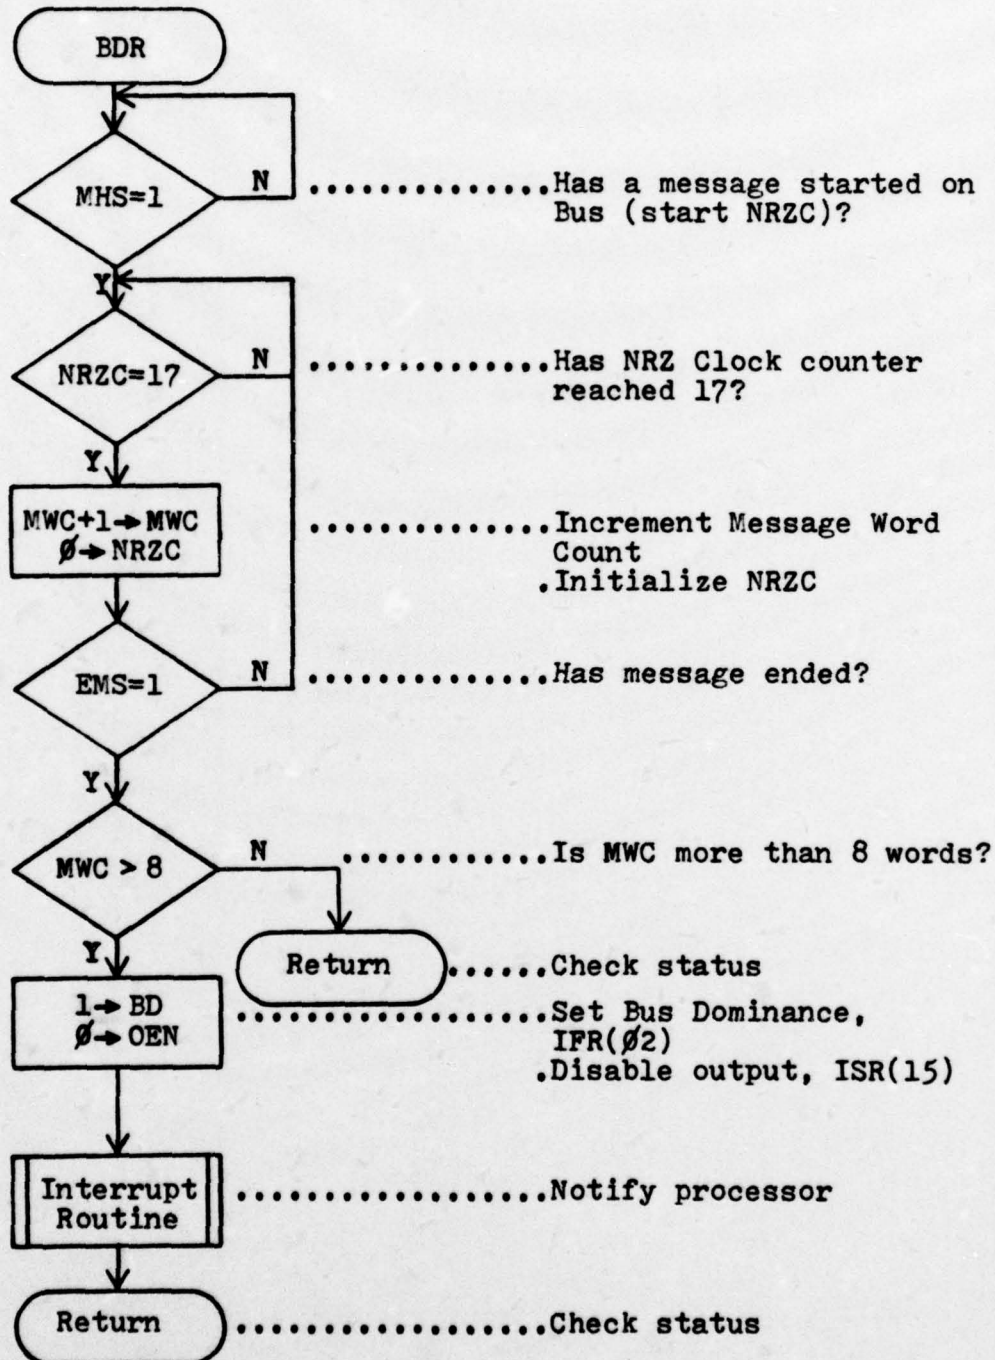 BDR
MHS=1
N
..............Has a message started on
Bus (start NRZC)?
Y
NRZC=17
N
..............Has NRZ Clock counter
reached 17?
Y
MWC+1→MWC
Ø→NRZC
..............Increment Message Word
Count
.Initialize NRZC
EMS=1
N
..............Has message ended?
Y
MWC > 8
N
............Is MWC more than 8 words?
Y
Return
......Check status
1→BD
Ø→OEN
..................Set Bus Dominance,
IFR(Ø2)
.Disable output, ISR(15)
Interrupt
Routine
..................Notify processor
Return
..................Check status